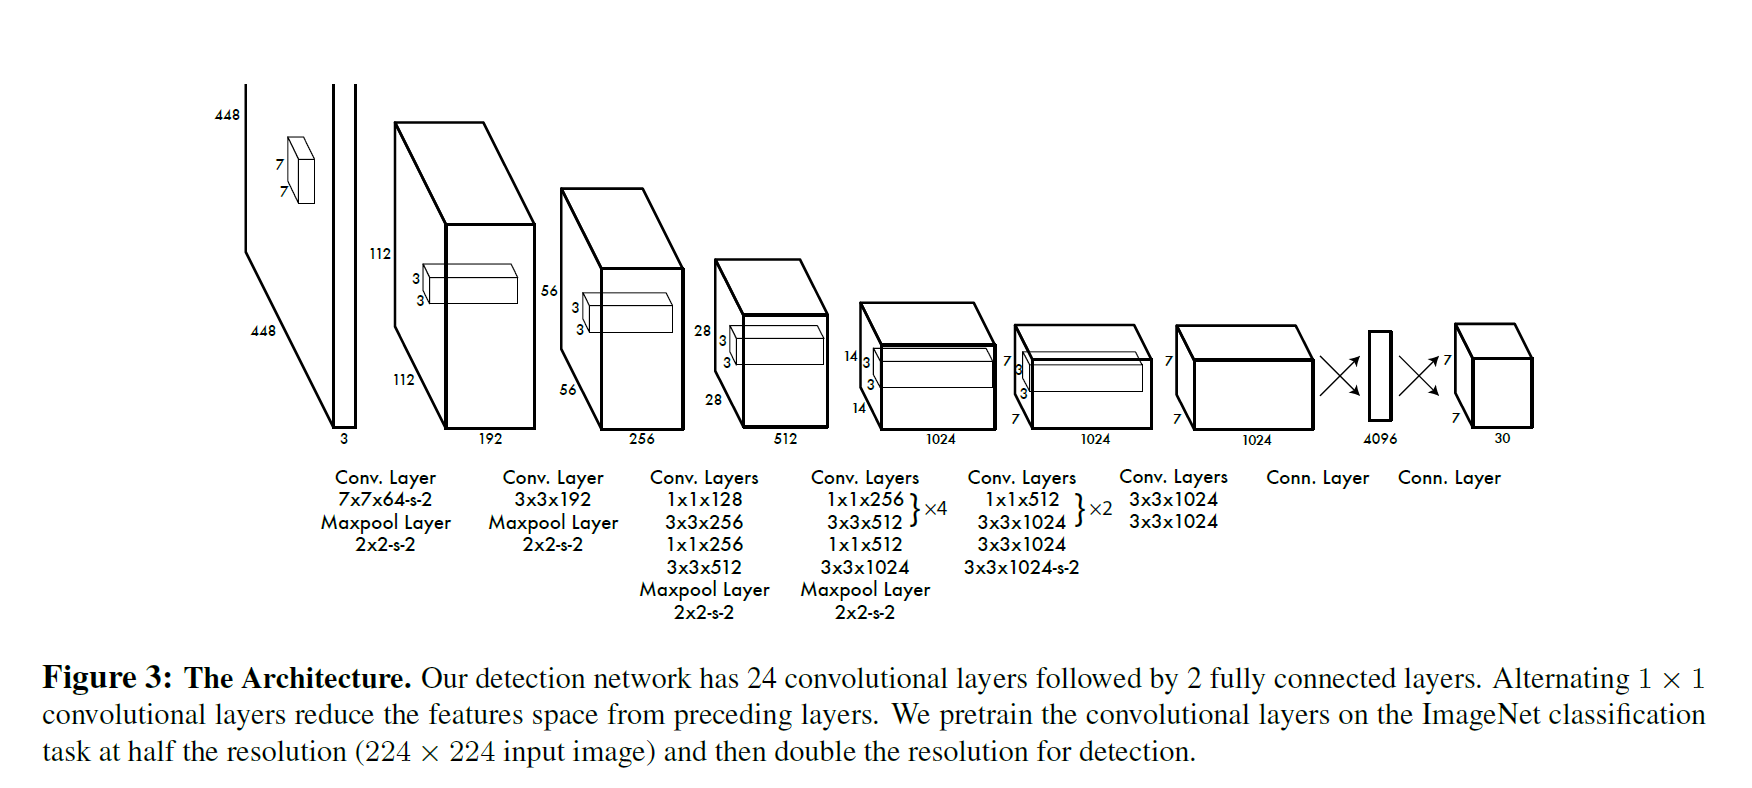 448
7
7
448
3
112
3
3
112
192
56
3
3
56
256
28
3
3
28
512
14
3
3
14
1024
7
3
3
7
1024
7
7
1024
4096
7
7
30
Conv. Layer
7x7x64-s-2
Maxpool Layer
2x2-s-2
Conv. Layer
3x3x192
Maxpool Layer
2x2-s-2
Conv. Layers
1x1x128
3x3x256
1x1x256
3x3x512
Maxpool Layer
2x2-s-2
Conv. Layers
1x1x256
3x3x512
} ×4
1x1x512
3x3x1024
Maxpool Layer
2x2-s-2
Conv. Layers
1x1x512
3x3x1024
} ×2
3x3x1024
3x3x1024-s-2
Conv. Layers
3x3x1024
3x3x1024
Conn. Layer
Conn. Layer
Figure 3: The Architecture. Our detection network has 24 convolutional layers followed by 2 fully connected layers. Alternating 1 × 1
convolutional layers reduce the features space from preceding layers. We pretrain the convolutional layers on the ImageNet classification
task at half the resolution (224 × 224 input image) and then double the resolution for detection.